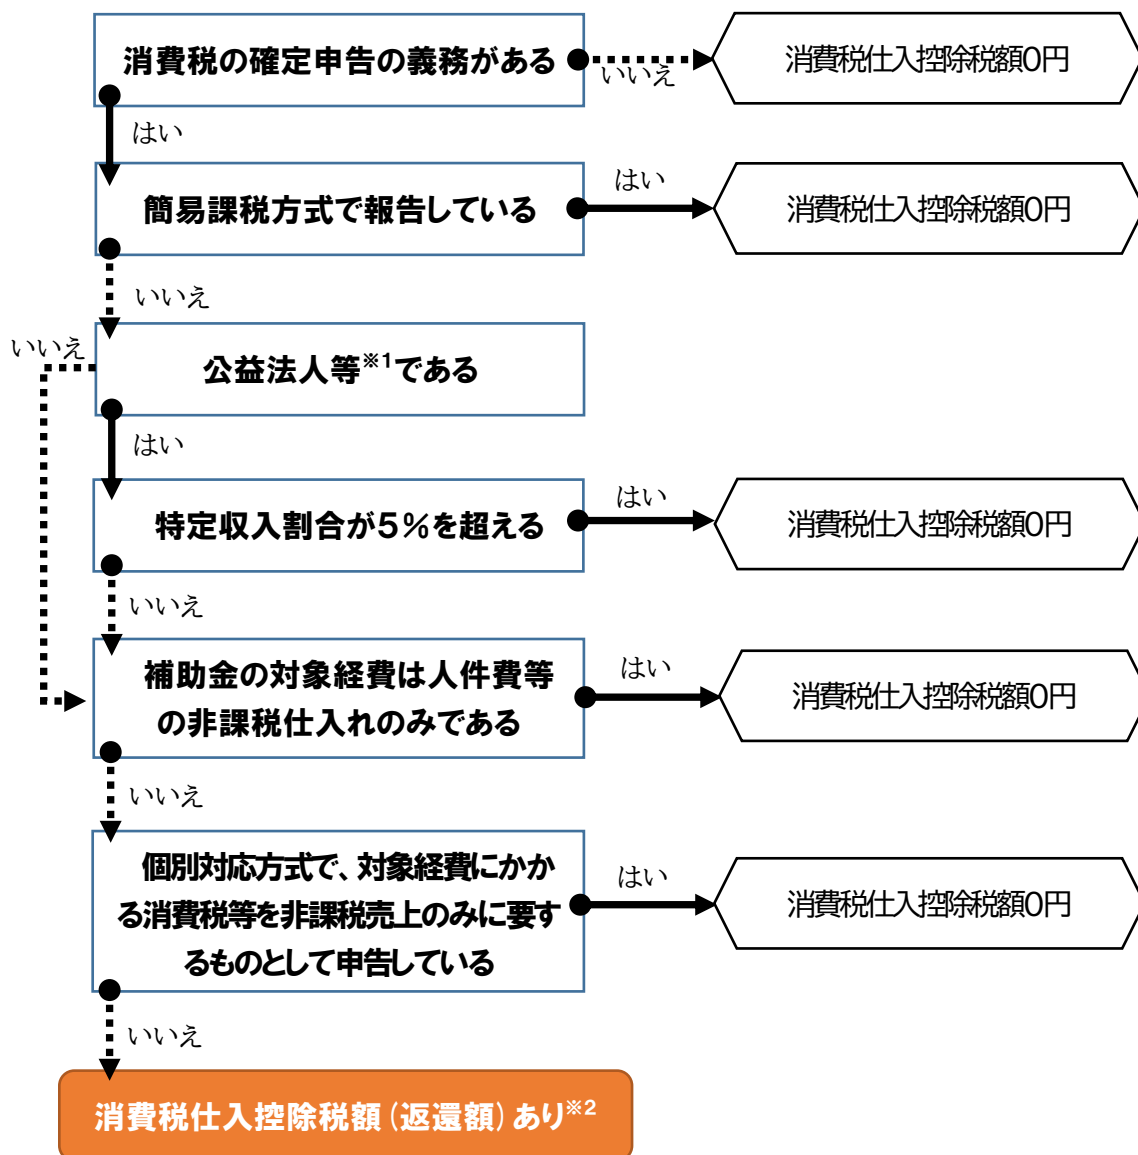 消費税の確定申告の義務がある
いいえ
消費税仕入控除税額0円
はい
簡易課税方式で報告している
はい
消費税仕入控除税額0円
いいえ
いいえ
公益法人等※1である
はい
特定収入割合が5%を超える
はい
消費税仕入控除税額0円
いいえ
補助金の対象経費は人件費等
の非課税仕入れのみである
はい
消費税仕入控除税額0円
いいえ
個別対応方式で、対象経費にかか
る消費税等を非課税売上のみに要す
るものとして申告している
はい
消費税仕入控除税額0円
いいえ
消費税仕入控除税額(返還額)あり※2